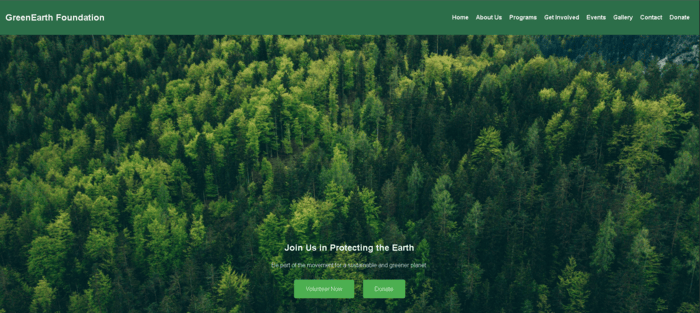 GreenEarth Foundation
Home About Us Programs Get Involved Events Gallery Contact Donate
Join Us in Protecting the Earth
Be part of the movement for a sustainable and greener planet.
Volunteer Now Donate